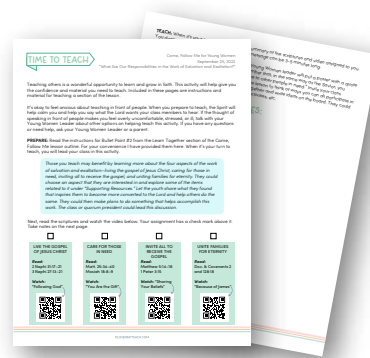 TIME TO TEACH
Come, Follow Me for Young Women
September 20, 2020
"What Are Our Responsibilities in the Work of Salvation and Exaltation?"
Teaching others is a wonderful opportunity to learn and grow in faith. This activity will help give you
the confidence and material you need to teach. Included in these pages are instructions and
material for teaching a section of the lesson.
It's okay to feel anxious about teaching in front of people. When you prepare to teach, the Spirit will
help calm you and help you say what the Lord wants your class members to hear. If the thought of
speaking in front of people makes you feel overly uncomfortable, stressed, or ill, talk with your
Young Women Leader about other options on helping teach this activity. If you have any questions
or need help, ask your Young Women Leader or a parent.
PREPARE: Read the instructions for Bullet Point #2 from the Learn Together section of the Come,
Follow Me lesson outline. For your convenience I have provided them here. When it's your turn to
teach, you will lead your class in this activity.
Those you teach may benefit by learning more about the four aspects of the work
of salvation and exaltation—living the gospel of Jesus Christ, caring for those in
need, inviting all to receive the gospel, and uniting families for eternity. They could
choose an aspect that they are interested in and explore some of the items
related to it under "Supporting Resources." Let the youth share what they found
that inspires them to become more converted to the Lord and help others do the
same. They could then make plans to do something that helps accomplish this
work. The class or quorum president could lead this discussion.
Next, read the scriptures and watch the video below. Your assignment has a check mark above it.
Take notes on the next page.
LIVE THE GOSPEL
OF JESUS CHRIST
Read:
2 Nephi 31:17–21
3 Nephi 27:13–21
Watch:
"Following God",
CARE FOR THOSE
IN NEED
Read:
Matt. 25:34–40
Mosiah 18:8–9
Watch:
"You Are the Gift",
INVITE ALL TO
RECEIVE THE
GOSPEL
Read:
Matthew 5:14–16
1 Peter 3:15
Watch:
"Sharing
Your Beliefs"
UNITE FAMILIES
FOR ETERNITY
Read:
Doc. & Covenants 2
and 128:18
Watch:
"Because of James",
TEACH: